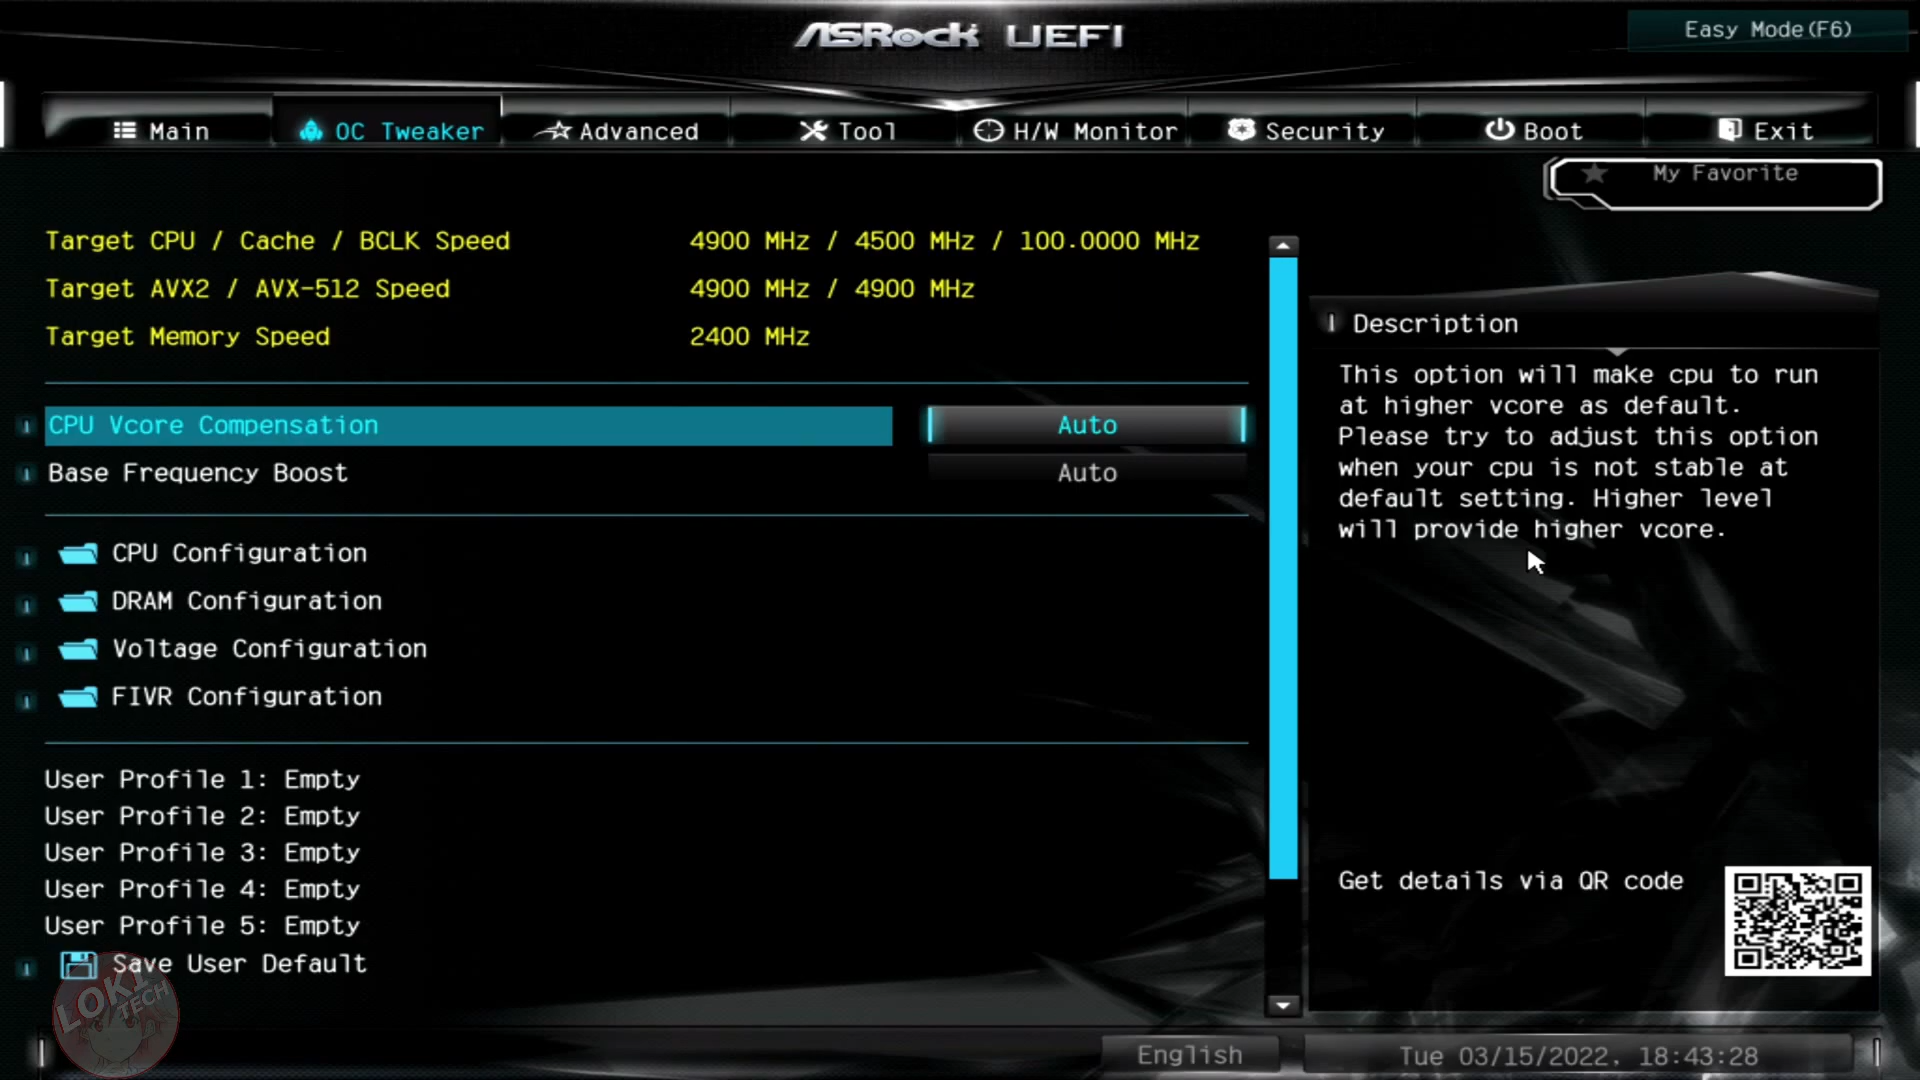 ASRock UEFI
Easy Mode(F6)
Main
OC Tweaker
Advanced
Tool
H/W Monitor
Security
Boot
Exit
My Favorite
Target CPU / Cache / BCLK Speed 4900 MHz / 4500 MHz / 100.0000 MHz
Target AVX2 / AVX-512 Speed 4900 MHz / 4900 MHz
Target Memory Speed 2400 MHz
CPU Vcore Compensation Auto
Base Frequency Boost Auto
CPU Configuration
DRAM Configuration
Voltage Configuration
FIVR Configuration
User Profile 1: Empty
User Profile 2: Empty
User Profile 3: Empty
User Profile 4: Empty
User Profile 5: Empty
Save User Default
Description
This option will make cpu to run
at higher vcore as default.
Please try to adjust this option
when your cpu is not stable at
default setting. Higher level
will provide higher vcore.
Get details via QR code
LOKI
TECH
English
Tue 03/15/2022, 18:43:28